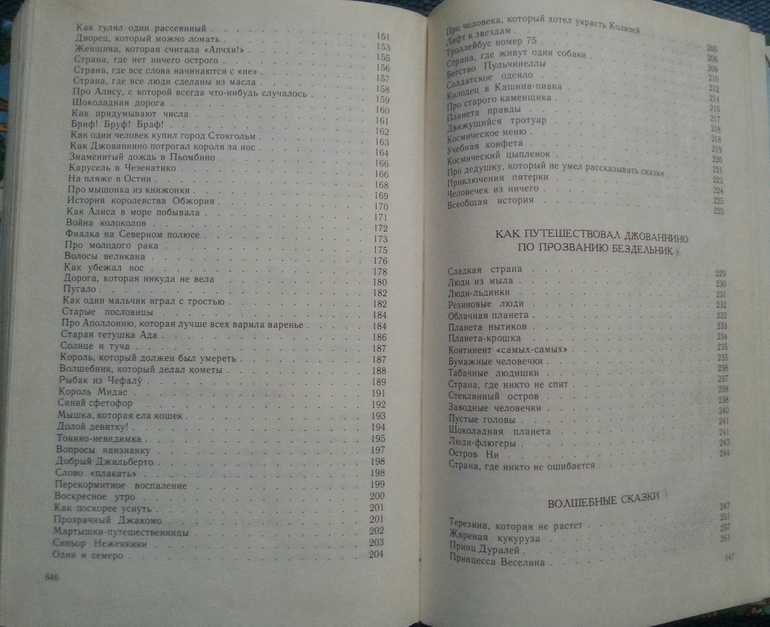 Как гулял один рассеянный 151
Дворец, который можно ломать 153
Женщина, которая считала «Апчхи!» 155
Страна, где нет ничего острого 156
Страна, где все слова начинаются с «не» 157
Страна, где все люди сделаны из масла 158
Про Алису, с которой всегда что-нибудь случалось 159
Шоколадная дорога 160
Как придумывают числа 161
Бриф! Бруф! Браф! 162
Как один человек купил город Стокгольм 163
Как Джованнино потрогал короля за нос 164
Знаменитый дождь в Пьомбино 166
Карусель в Чезенатико 166
На пляже в Остии 168
Про мышонка из книжонки 169
История королевства Обжория 170
Как Алиса в море побывала 171
Война колоколов 172
Фиалка на Северном полюсе 173
Про молодого рака 175
Волосы великана 176
Как убежал нос 178
Дорога, которая никуда не вела 180
Пугало 182
Как один мальчик играл с тростью 182
Старые пословицы 184
Про Аполлонию, которая лучше всех варила варенье 184
Старая тетушка Ада 186
Солнце и туча 187
Король, который должен был умереть 187
Волшебник, который делал кометы 188
Рыбак из Чефалу 189
Король Мидас 191
Синий сфетофор 192
Мышка, которая ела кошек 193
Долой девятку! 194
Тонино-невидимка 195
Вопросы наизнанку 197
Добрый Джильберто 198
Слово «плакать» 198
Перекормитное воспаление 199
Воскресное утро 200
Как поскорее уснуть 201
Прозрачный Джакомо 201
Мартышки-путешественницы 202
Синьор Неженкини 203
Один и семеро 204
646
Про человека, который хотел украсть Колизей 205
Лифт к звездам 206
Троллейбус номер 75 209
Страна, где живут одни собаки 210
Бегство Пульчинеллы 212
Солдатское одеяло 214
Колодец в Кашина-пиана 215
Про старого каменщика 217
Планета правды 218
Движущийся тротуар 218
Космическое меню 219
Учебная конфета 220
Космический цыпленок 221
Про дедушку, который не умел рассказывать сказки 223
Приключения пятерки 224
Человечек из ничего 225
Всеобщая история 225
КАК ПУТЕШЕСТВОВАЛ ДЖОВАННИНО
ПО ПРОЗВАНИЮ БЕЗДЕЛЬНИК
Сладкая страна 229
Люди из мыла 230
Люди-льдинки 231
Резиновые люди 232
Облачная планета 232
Планета нытиков 233
Планета-крошка 234
Континент «самых-самых» 235
Бумажные человечки 235
Табачные людишки 236
Страна, где никто не спит 237
Стеклянный остров 238
Заводные человечки 238
Пустые головы 240
Шоколадная планета 241
Люди-флюгеры 241
Остров Ни 243
Страна, где никто не ошибается 244
ВОЛШЕБНЫЕ СКАЗКИ
Терезина, которая не растет 247
Жареная кукуруза 251
Принц Дуралей 257
Принцесса Веселина 261
647